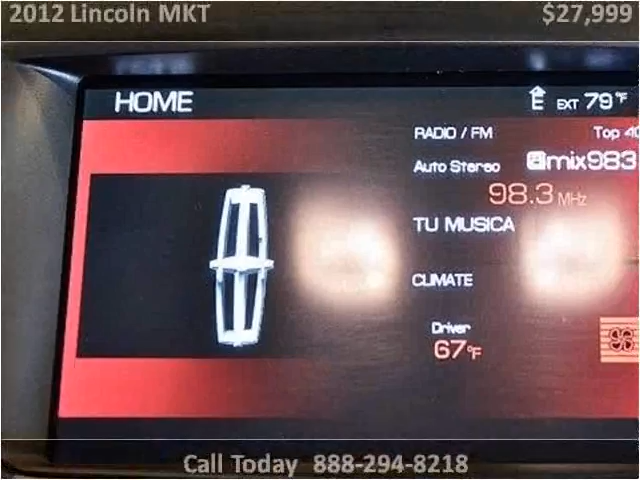 2012 Lincoln MKT
$27,999
HOME
E EXT 79°F
RADIO / FM
Top 40
Auto Stereo
mix983
98.3 MHz
TU MUSICA
CLIMATE
Driver
67°F
Call Today 888-294-8218